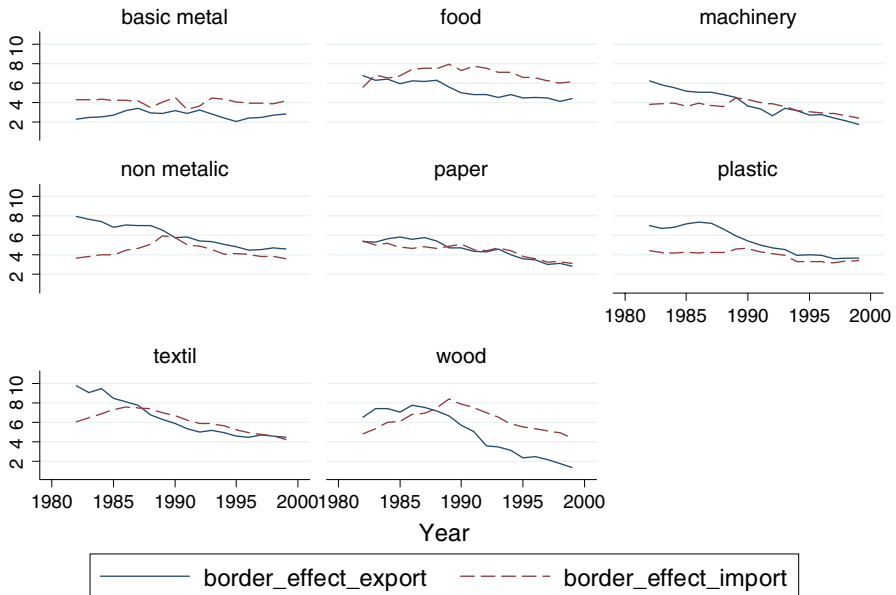 basic metal food machinery
10
8
6
4
2
non metalic paper plastic
10
8
6
4
2
1980 1985 1990 1995 2000
textil wood
10
8
6
4
2
1980 1985 1990 1995 2000 1980 1985 1990 1995 2000
Year
border_effect_export border_effect_import